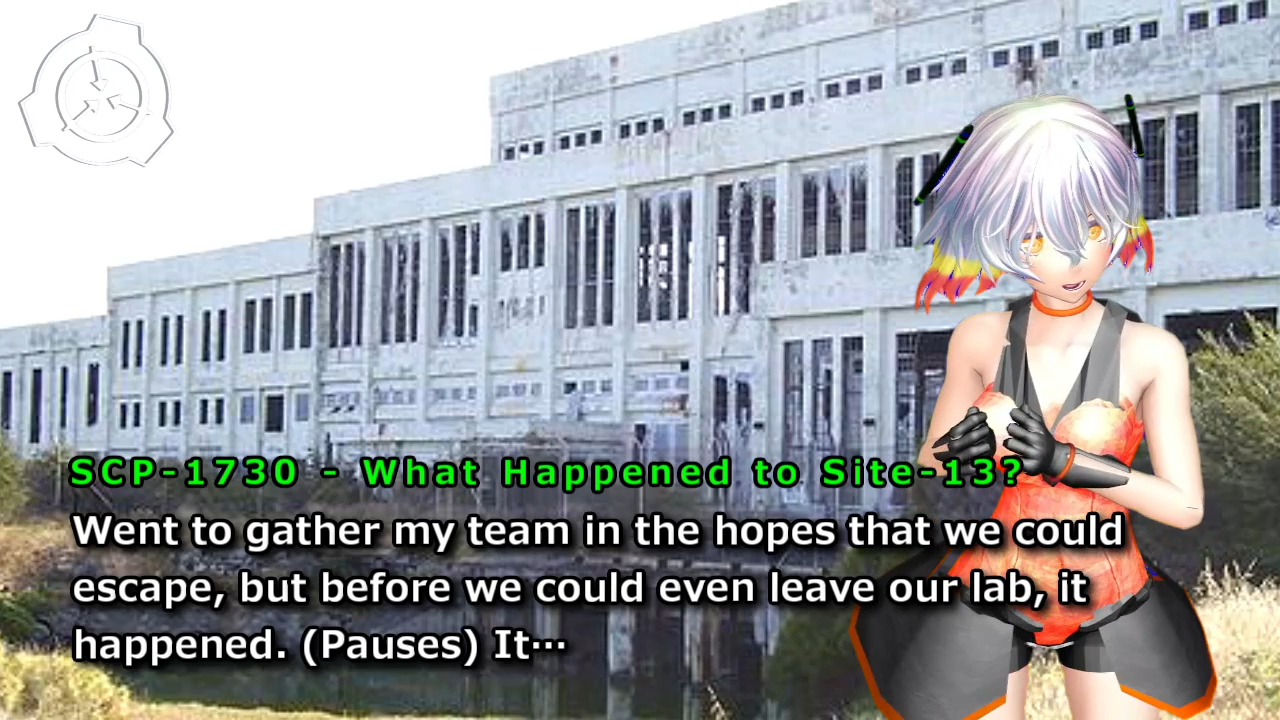 SCP-1730 - What Happened to Site-13?
Went to gather my team in the hopes that we could
escape, but before we could even leave our lab, it
happened. (Pauses) It…